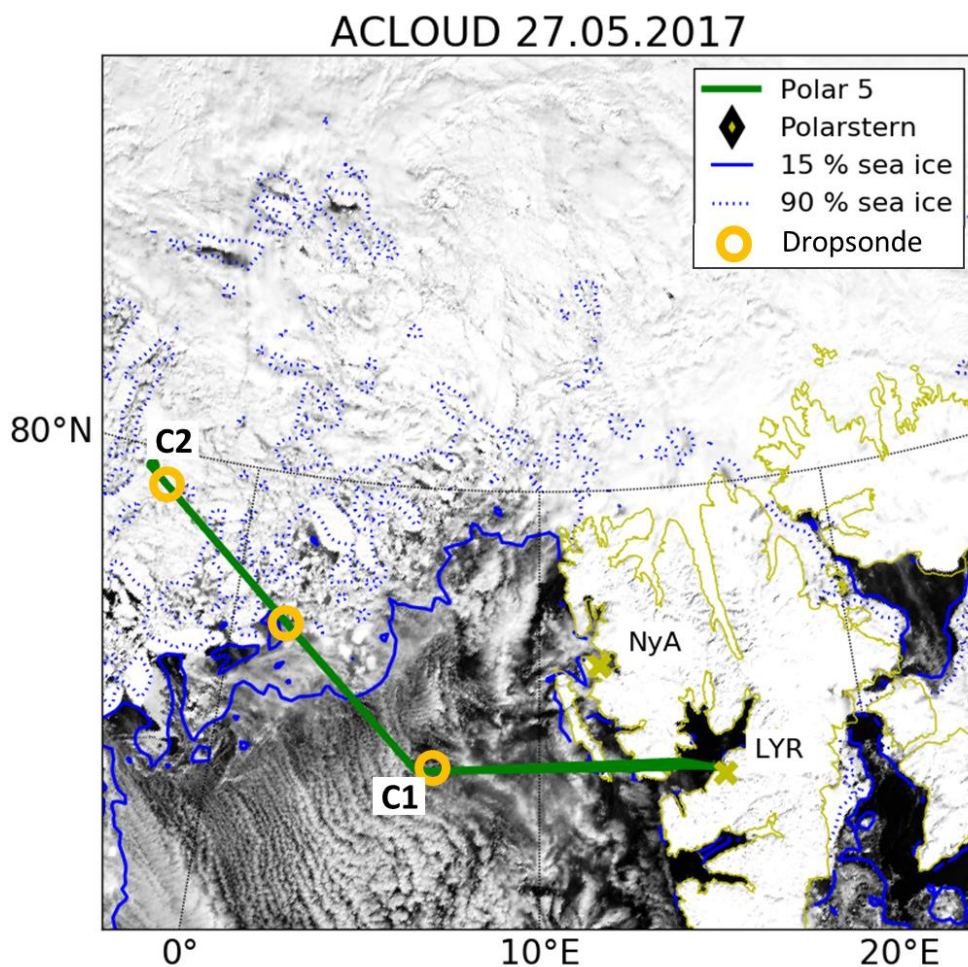 ACLOUD 27.05.2017
Polar 5
Polarstern
15 % sea ice
90 % sea ice
Dropsonde
80°N
C2
NyA
LYR
C1
0°
10°E
20°E